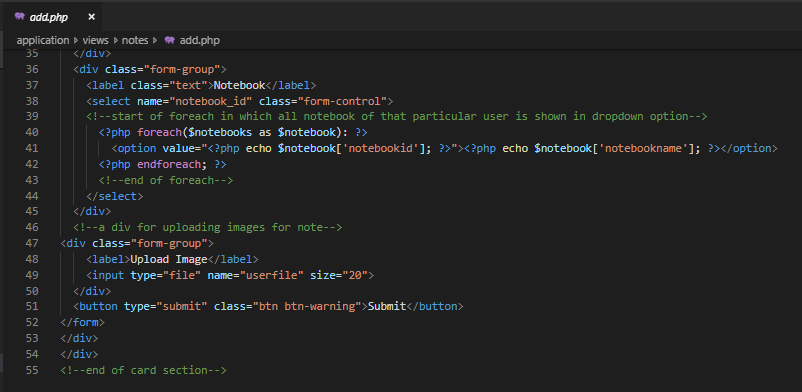 add.php ×
application › views › notes › add.php
35 </div>
36 <div class="form-group">
37 <label class="text">Notebook</label>
38 <select name="notebook_id" class="form-control">
39 <!--start of foreach in which all notebook of that particular user is shown in dropdown option-->
40 <?php foreach($notebooks as $notebook): ?>
41 <option value="<?php echo $notebook['notebookid']; ?>"><?php echo $notebook['notebookname']; ?></option>
42 <?php endforeach; ?>
43 <!--end of foreach-->
44 </select>
45 </div>
46 <!--a div for uploading images for note-->
47 <div class="form-group">
48 <label>Upload Image</label>
49 <input type="file" name="userfile" size="20">
50 </div>
51 <button type="submit" class="btn btn-warning">Submit</button>
52 </form>
53 </div>
54 </div>
55 <!--end of card section-->